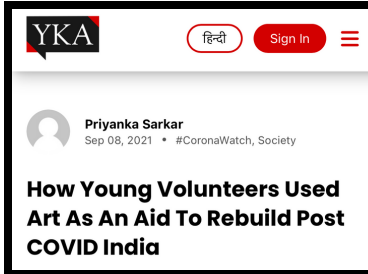 YKA
हिन्दी
Sign In
Priyanka Sarkar
Sep 08, 2021 • #CoronaWatch, Society
How Young Volunteers Used
Art As An Aid To Rebuild Post
COVID India